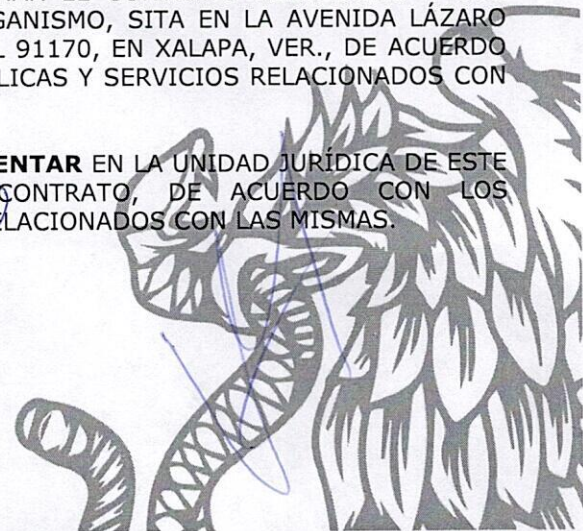 GANISMO, SITA EN LA AVENIDA LÁZARO
L 91170, EN XALAPA, VER., DE ACUERDO
LICAS Y SERVICIOS RELACIONADOS CON
ENTAR EN LA UNIDAD JURÍDICA DE ESTE
CONTRATO, DE ACUERDO CON LOS
ELACIONADOS CON LAS MISMAS.